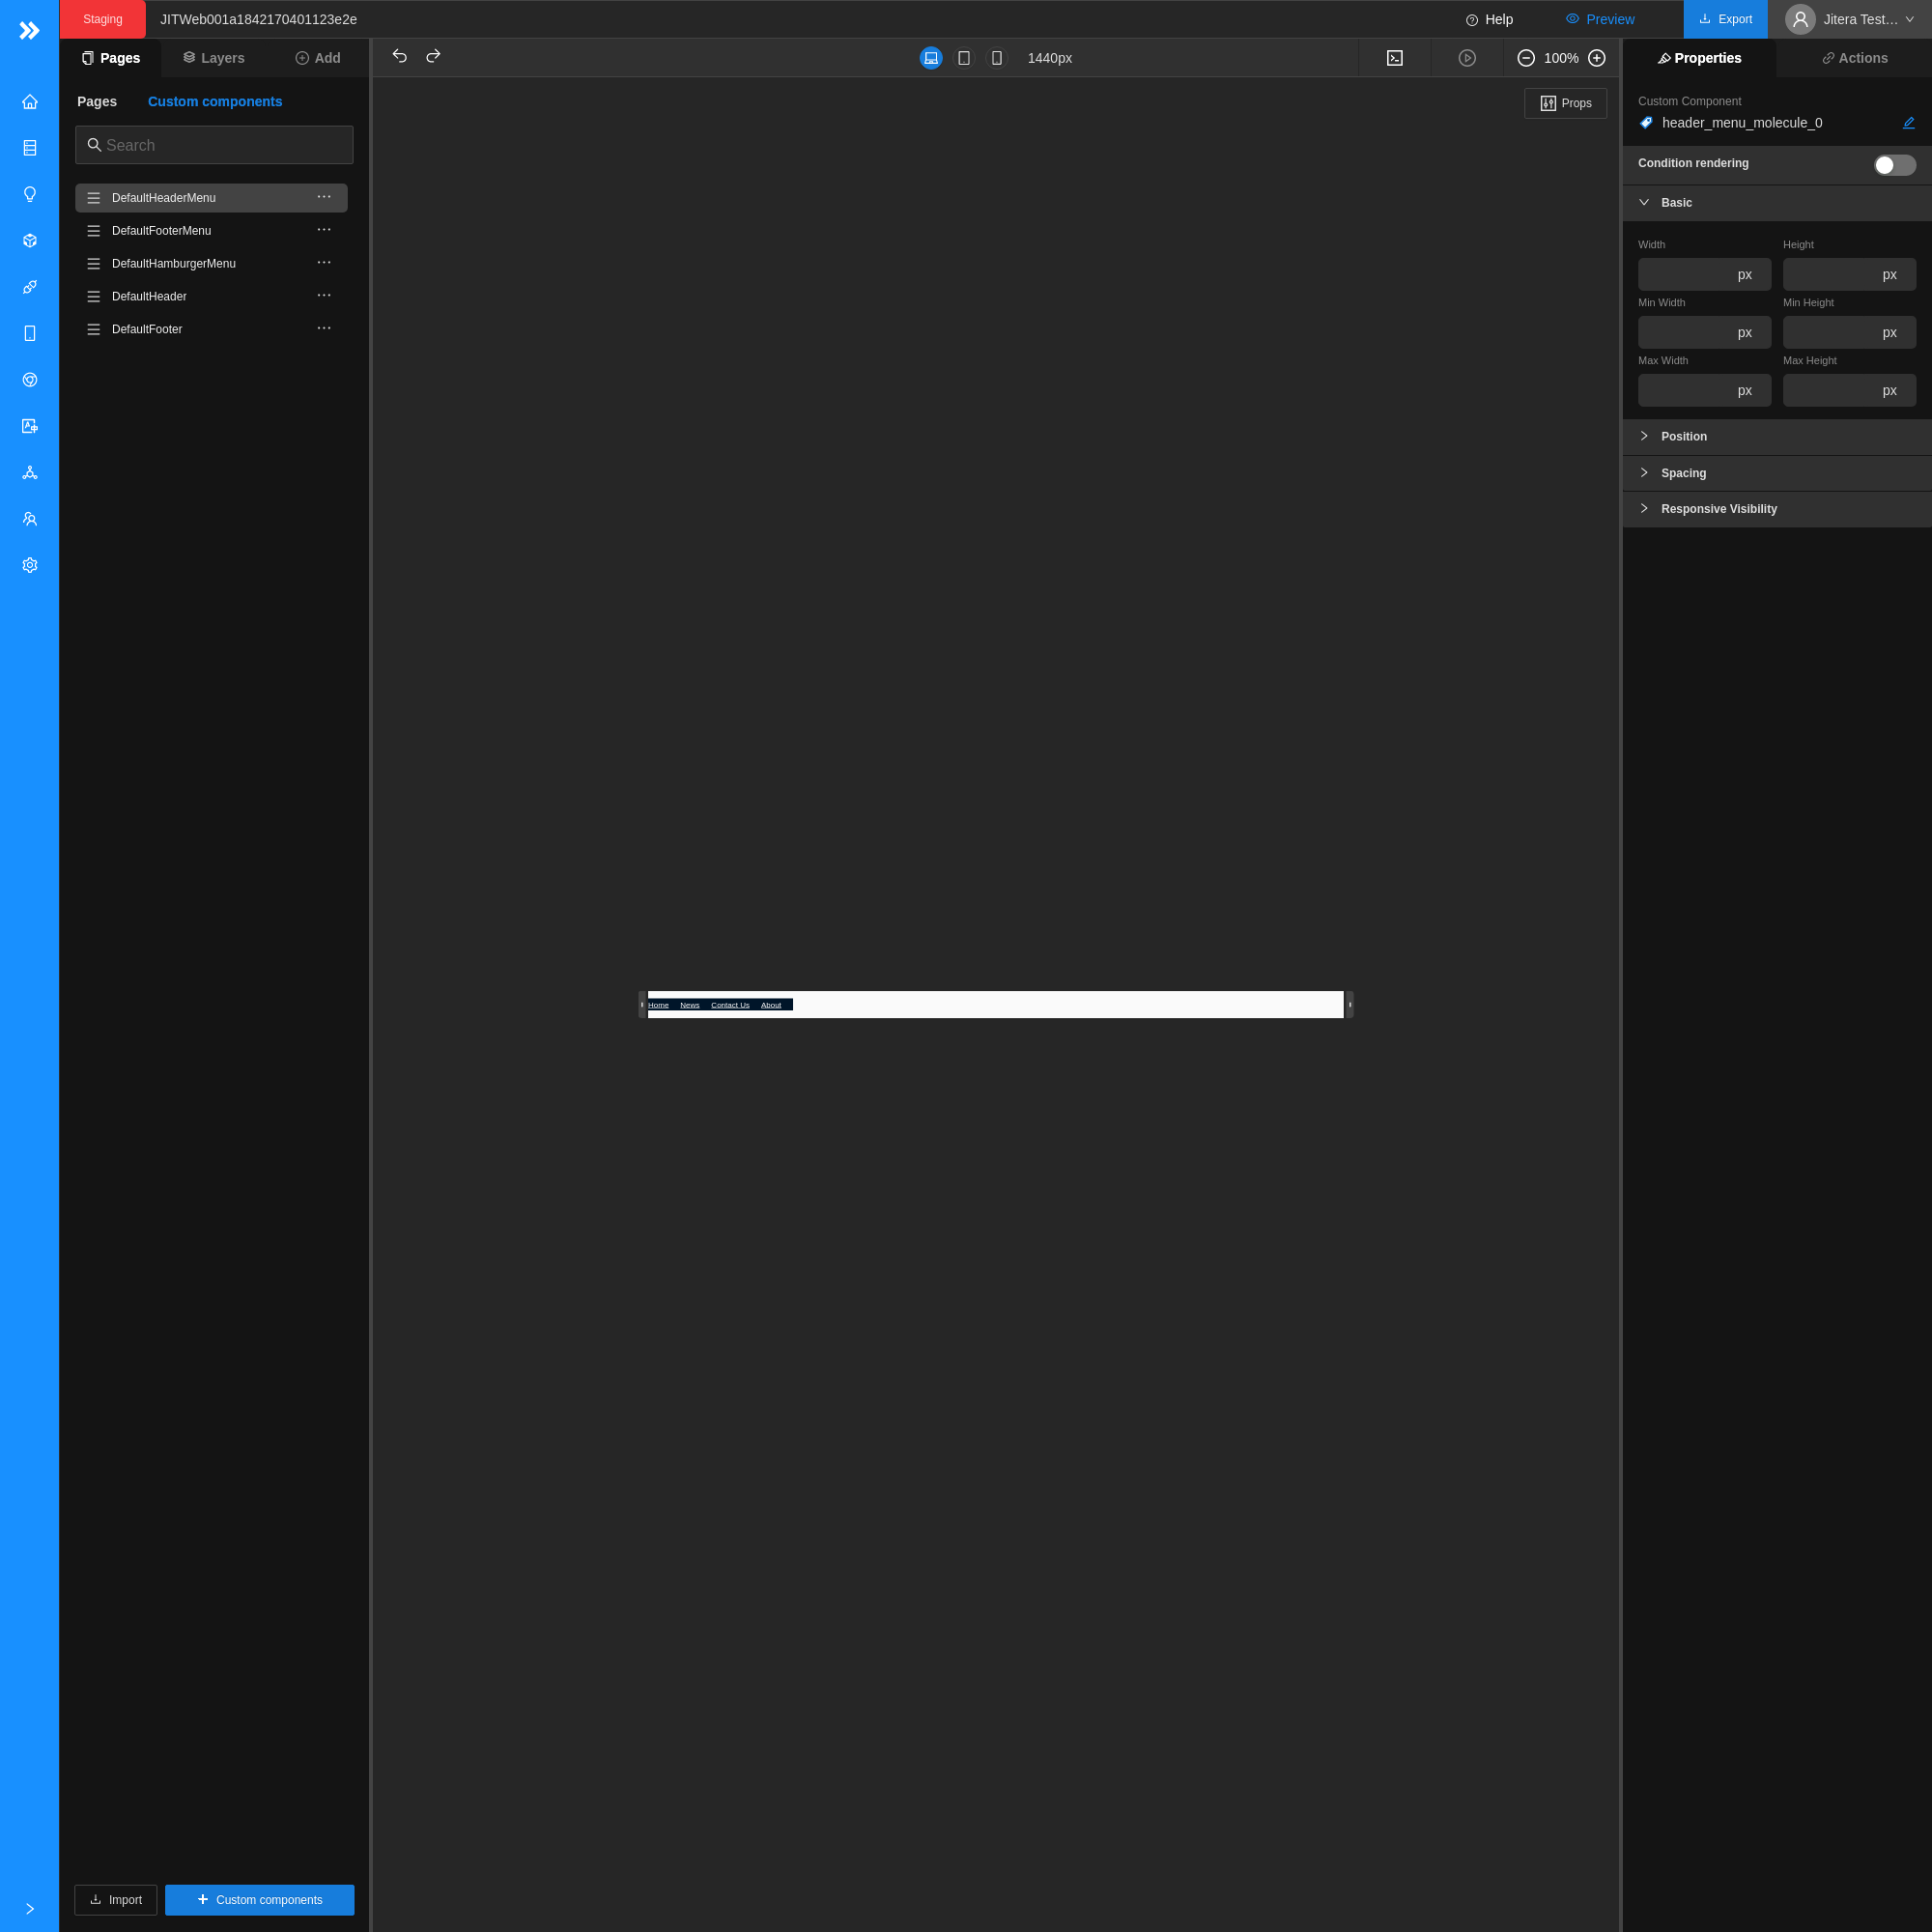 Staging JITWeb001a1842170401123e2e Help Preview Export Jitera Test...
Pages Layers Add 1440px 100% Properties Actions
Pages Custom components
Search
DefaultHeaderMenu
DefaultFooterMenu
DefaultHamburgerMenu
DefaultHeader
DefaultFooter
Import Custom components
Props
Home News Contact Us About
Custom Component
header_menu_molecule_0
Condition rendering
Basic
Width Height
px px
Min Width Min Height
px px
Max Width Max Height
px px
Position
Spacing
Responsive Visibility